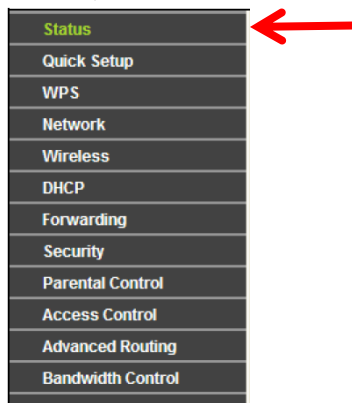 Status
Quick Setup
WPS
Network
Wireless
DHCP
Forwarding
Security
Parental Control
Access Control
Advanced Routing
Bandwidth Control